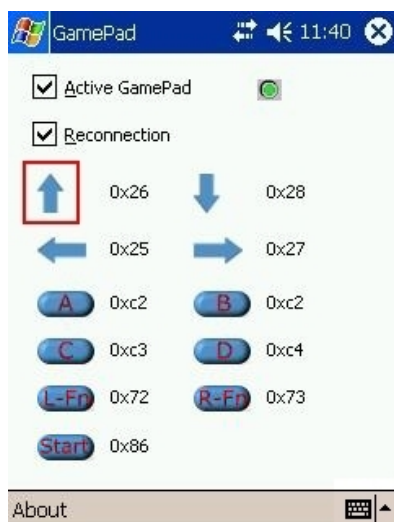 GamePad 11:40
Active GamePad
Reconnection
0x26 0x28
0x25 0x27
A 0xc2 B 0xc2
C 0xc3 D 0xc4
L-Fn 0x72 R-Fn 0x73
Start 0x86
About